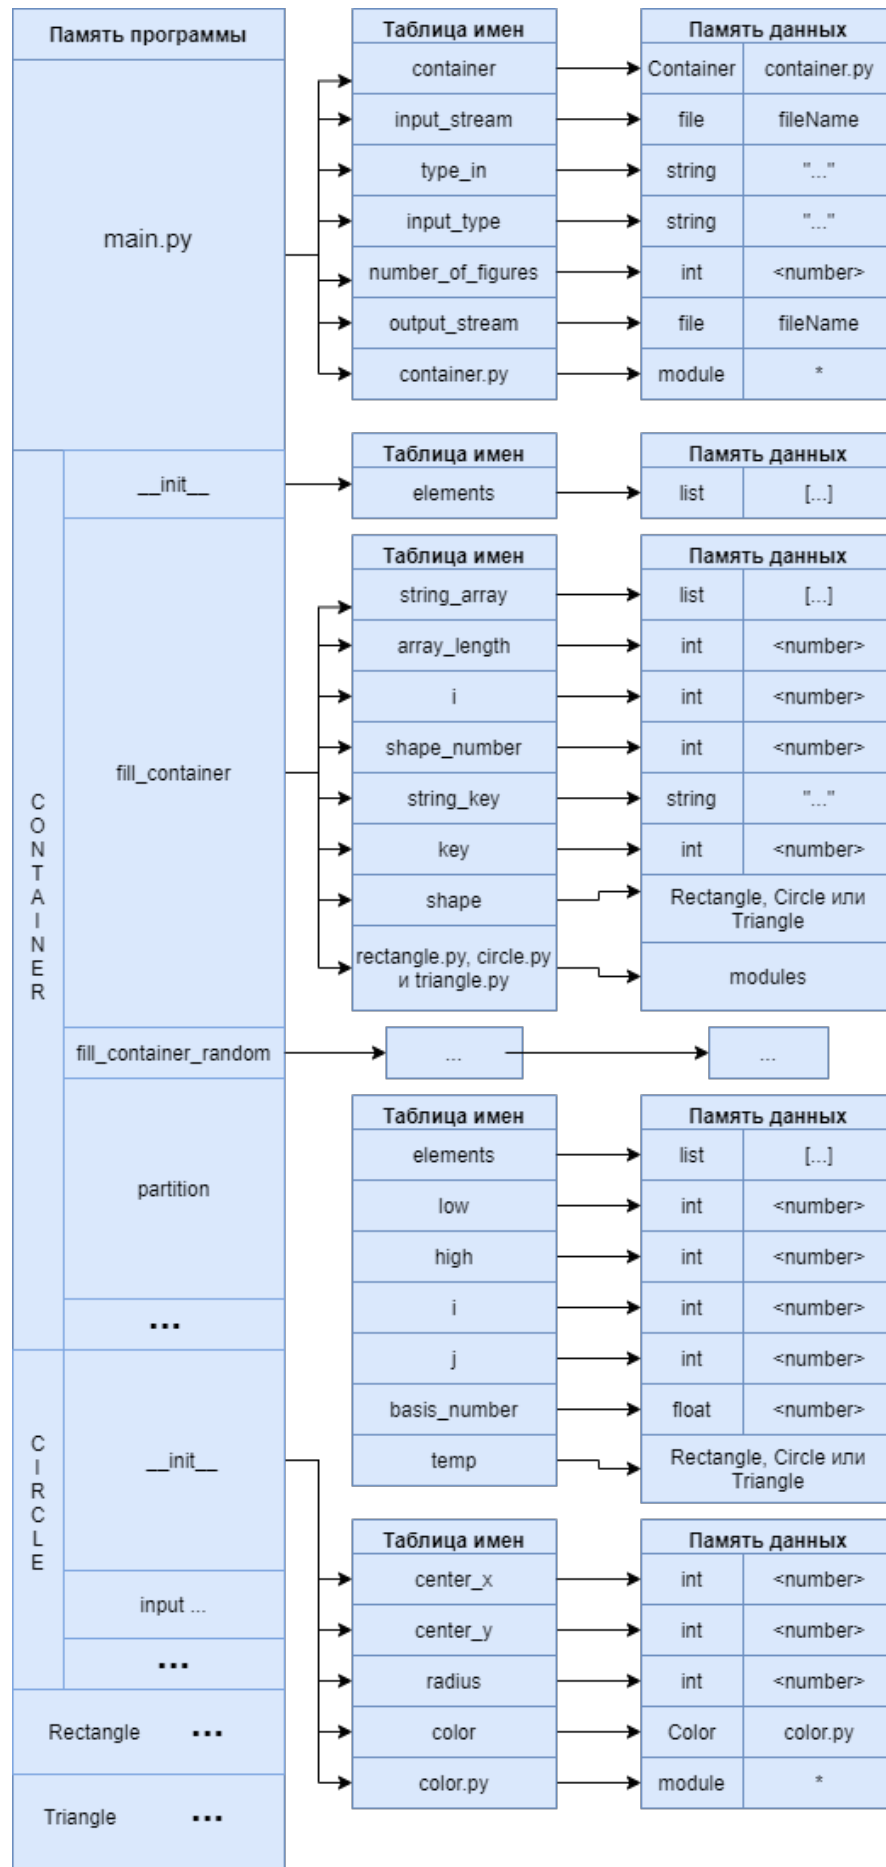 Память программы
Таблица имен
Память данных
main.py
container
Container
container.py
input_stream
file
fileName
type_in
string
"..."
input_type
string
"..."
number_of_figures
int
<number>
output_stream
file
fileName
container.py
module
*
CONTAINER
__init__
Таблица имен
Память данных
elements
list
[...]
fill_container
Таблица имен
Память данных
string_array
list
[...]
array_length
int
<number>
i
int
<number>
shape_number
int
<number>
string_key
string
"..."
key
int
<number>
shape
Rectangle, Circle или
Triangle
rectangle.py, circle.py
и triangle.py
modules
fill_container_random
...
...
partition
Таблица имен
Память данных
elements
list
[...]
low
int
<number>
high
int
<number>
i
int
<number>
j
int
<number>
basis_number
float
<number>
temp
Rectangle, Circle или
Triangle
...
CIRCLE
__init__
Таблица имен
Память данных
center_x
int
<number>
center_y
int
<number>
radius
int
<number>
color
Color
color.py
color.py
module
*
input ...
...
Rectangle ...
Triangle ...